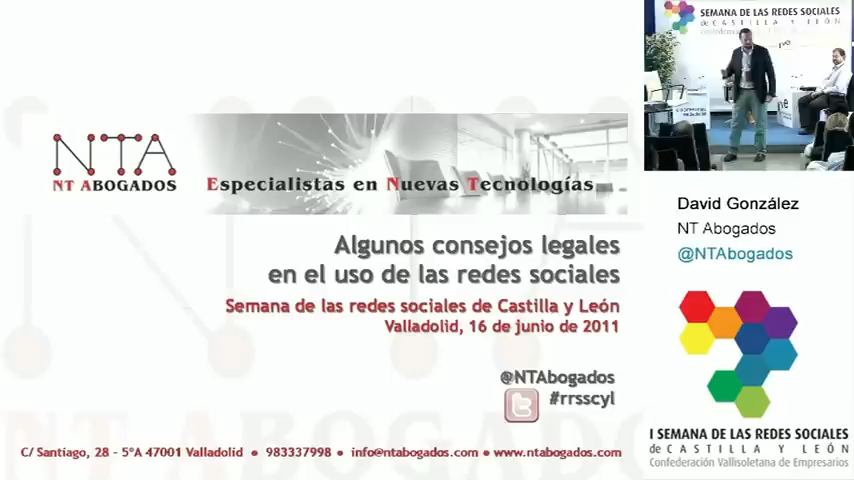 NTA
NT ABOGADOS
Especialistas en Nuevas Tecnologías
Algunos consejos legales
en el uso de las redes sociales
Semana de las redes sociales de Castilla y León
Valladolid, 16 de junio de 2011
@NTAbogados
#rrsscyl
NT ABOGADO
C/ Santiago, 28 - 5ºA 47001 Valladolid • 983337998 • info@ntabogados.com • www.ntabogados.com
SEMANA DE LAS REDES SOCIALES
de CASTILLA Y LEÓN
David González
NT Abogados
@NTAbogados
I SEMANA DE LAS REDES SOCIALES
de CASTILLA Y LEÓN
Confederación Vallisoletana de Empresarios